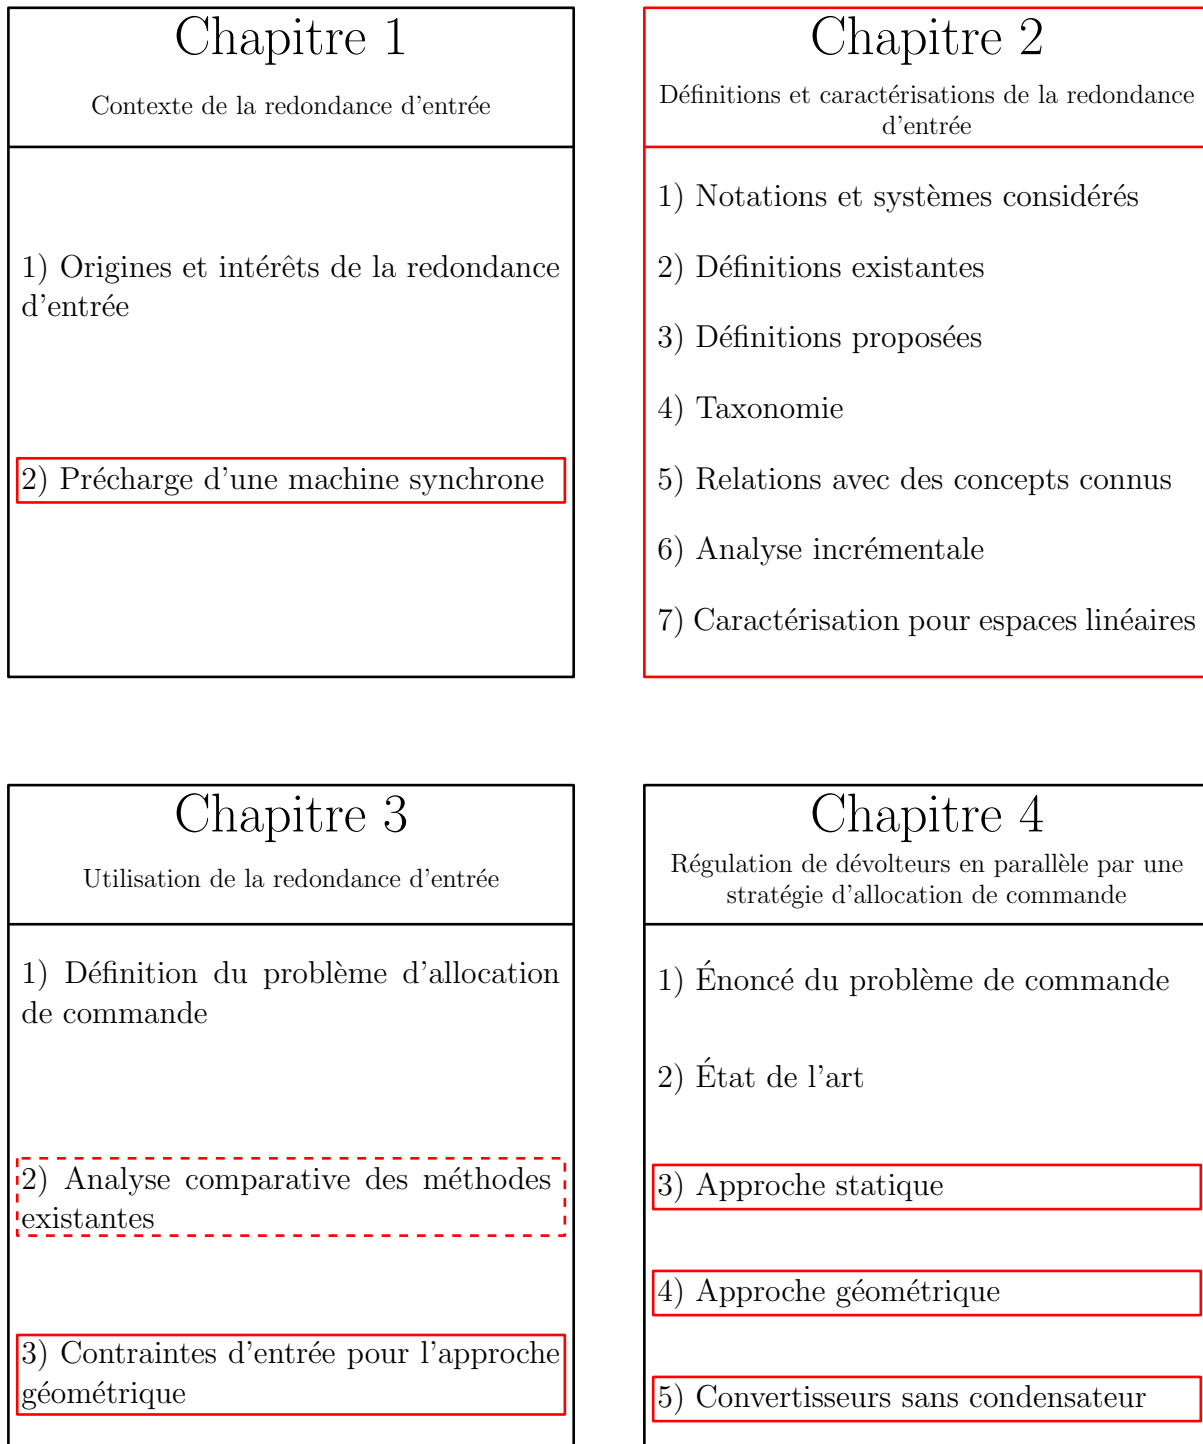 Chapitre 1
Contexte de la redondance d'entrée
1) Origines et intérêts de la redondance
d'entrée
2) Précharge d'une machine synchrone
Chapitre 2
Définitions et caractérisations de la redondance
d'entrée
1) Notations et systèmes considérés
2) Définitions existantes
3) Définitions proposées
4) Taxonomie
5) Relations avec des concepts connus
6) Analyse incrémentale
7) Caractérisation pour espaces linéaires
Chapitre 3
Utilisation de la redondance d'entrée
1) Définition du problème d'allocation
de commande
2) Analyse comparative des méthodes
existantes
3) Contraintes d'entrée pour l'approche
géométrique
Chapitre 4
Régulation de dévolteurs en parallèle par une
stratégie d'allocation de commande
1) Énoncé du problème de commande
2) État de l'art
3) Approche statique
4) Approche géométrique
5) Convertisseurs sans condensateur